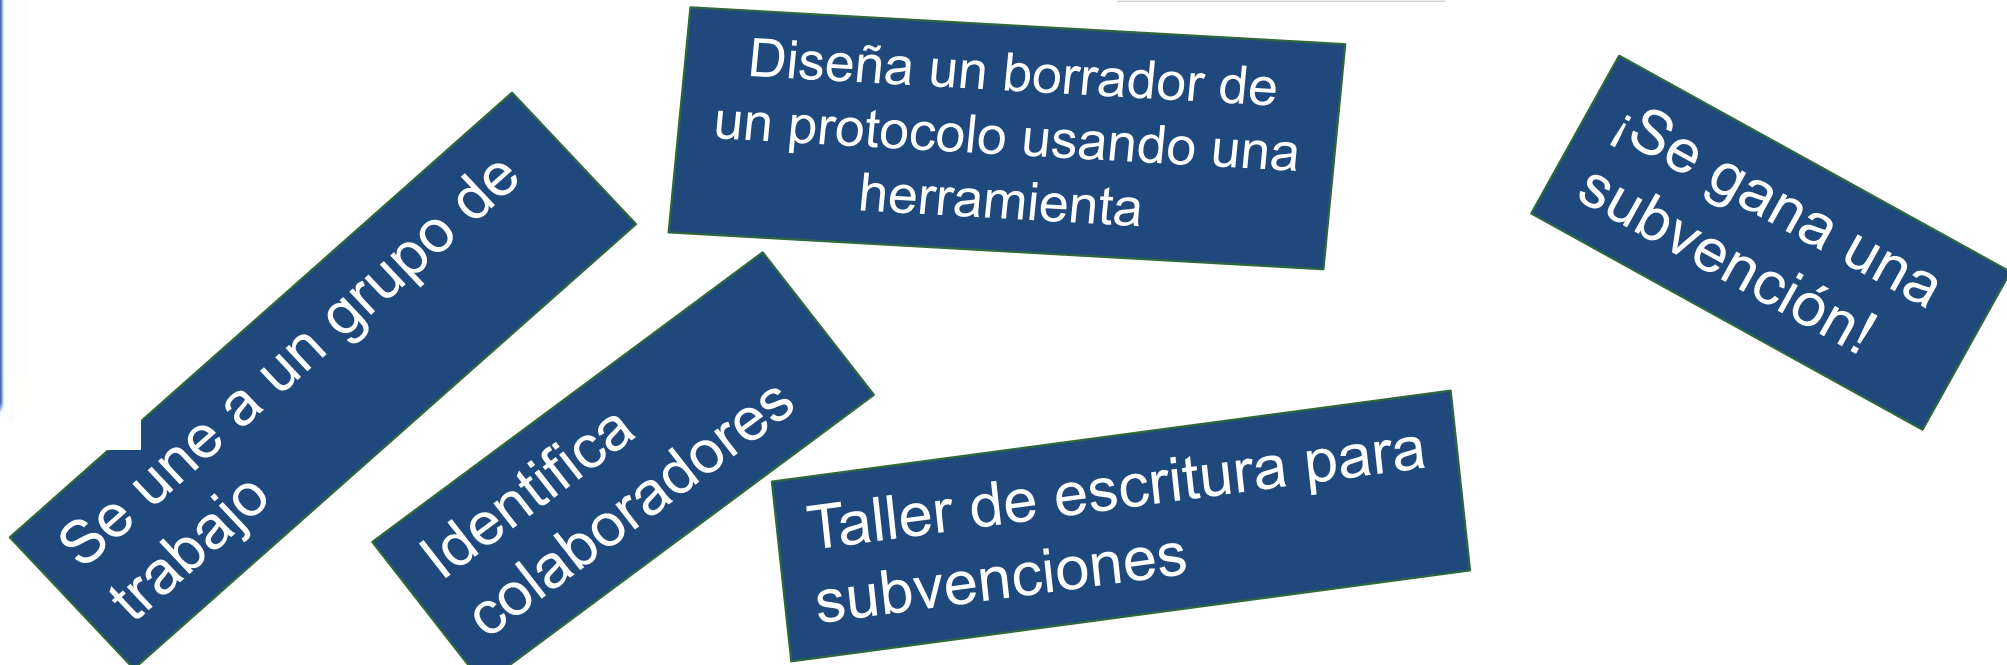 Se une a un grupo de
trabajo
Identifica
colaboradores
Diseña un borrador de
un protocolo usando una
herramienta
Taller de escritura para
subvenciones
¡Se gana una
subvención!